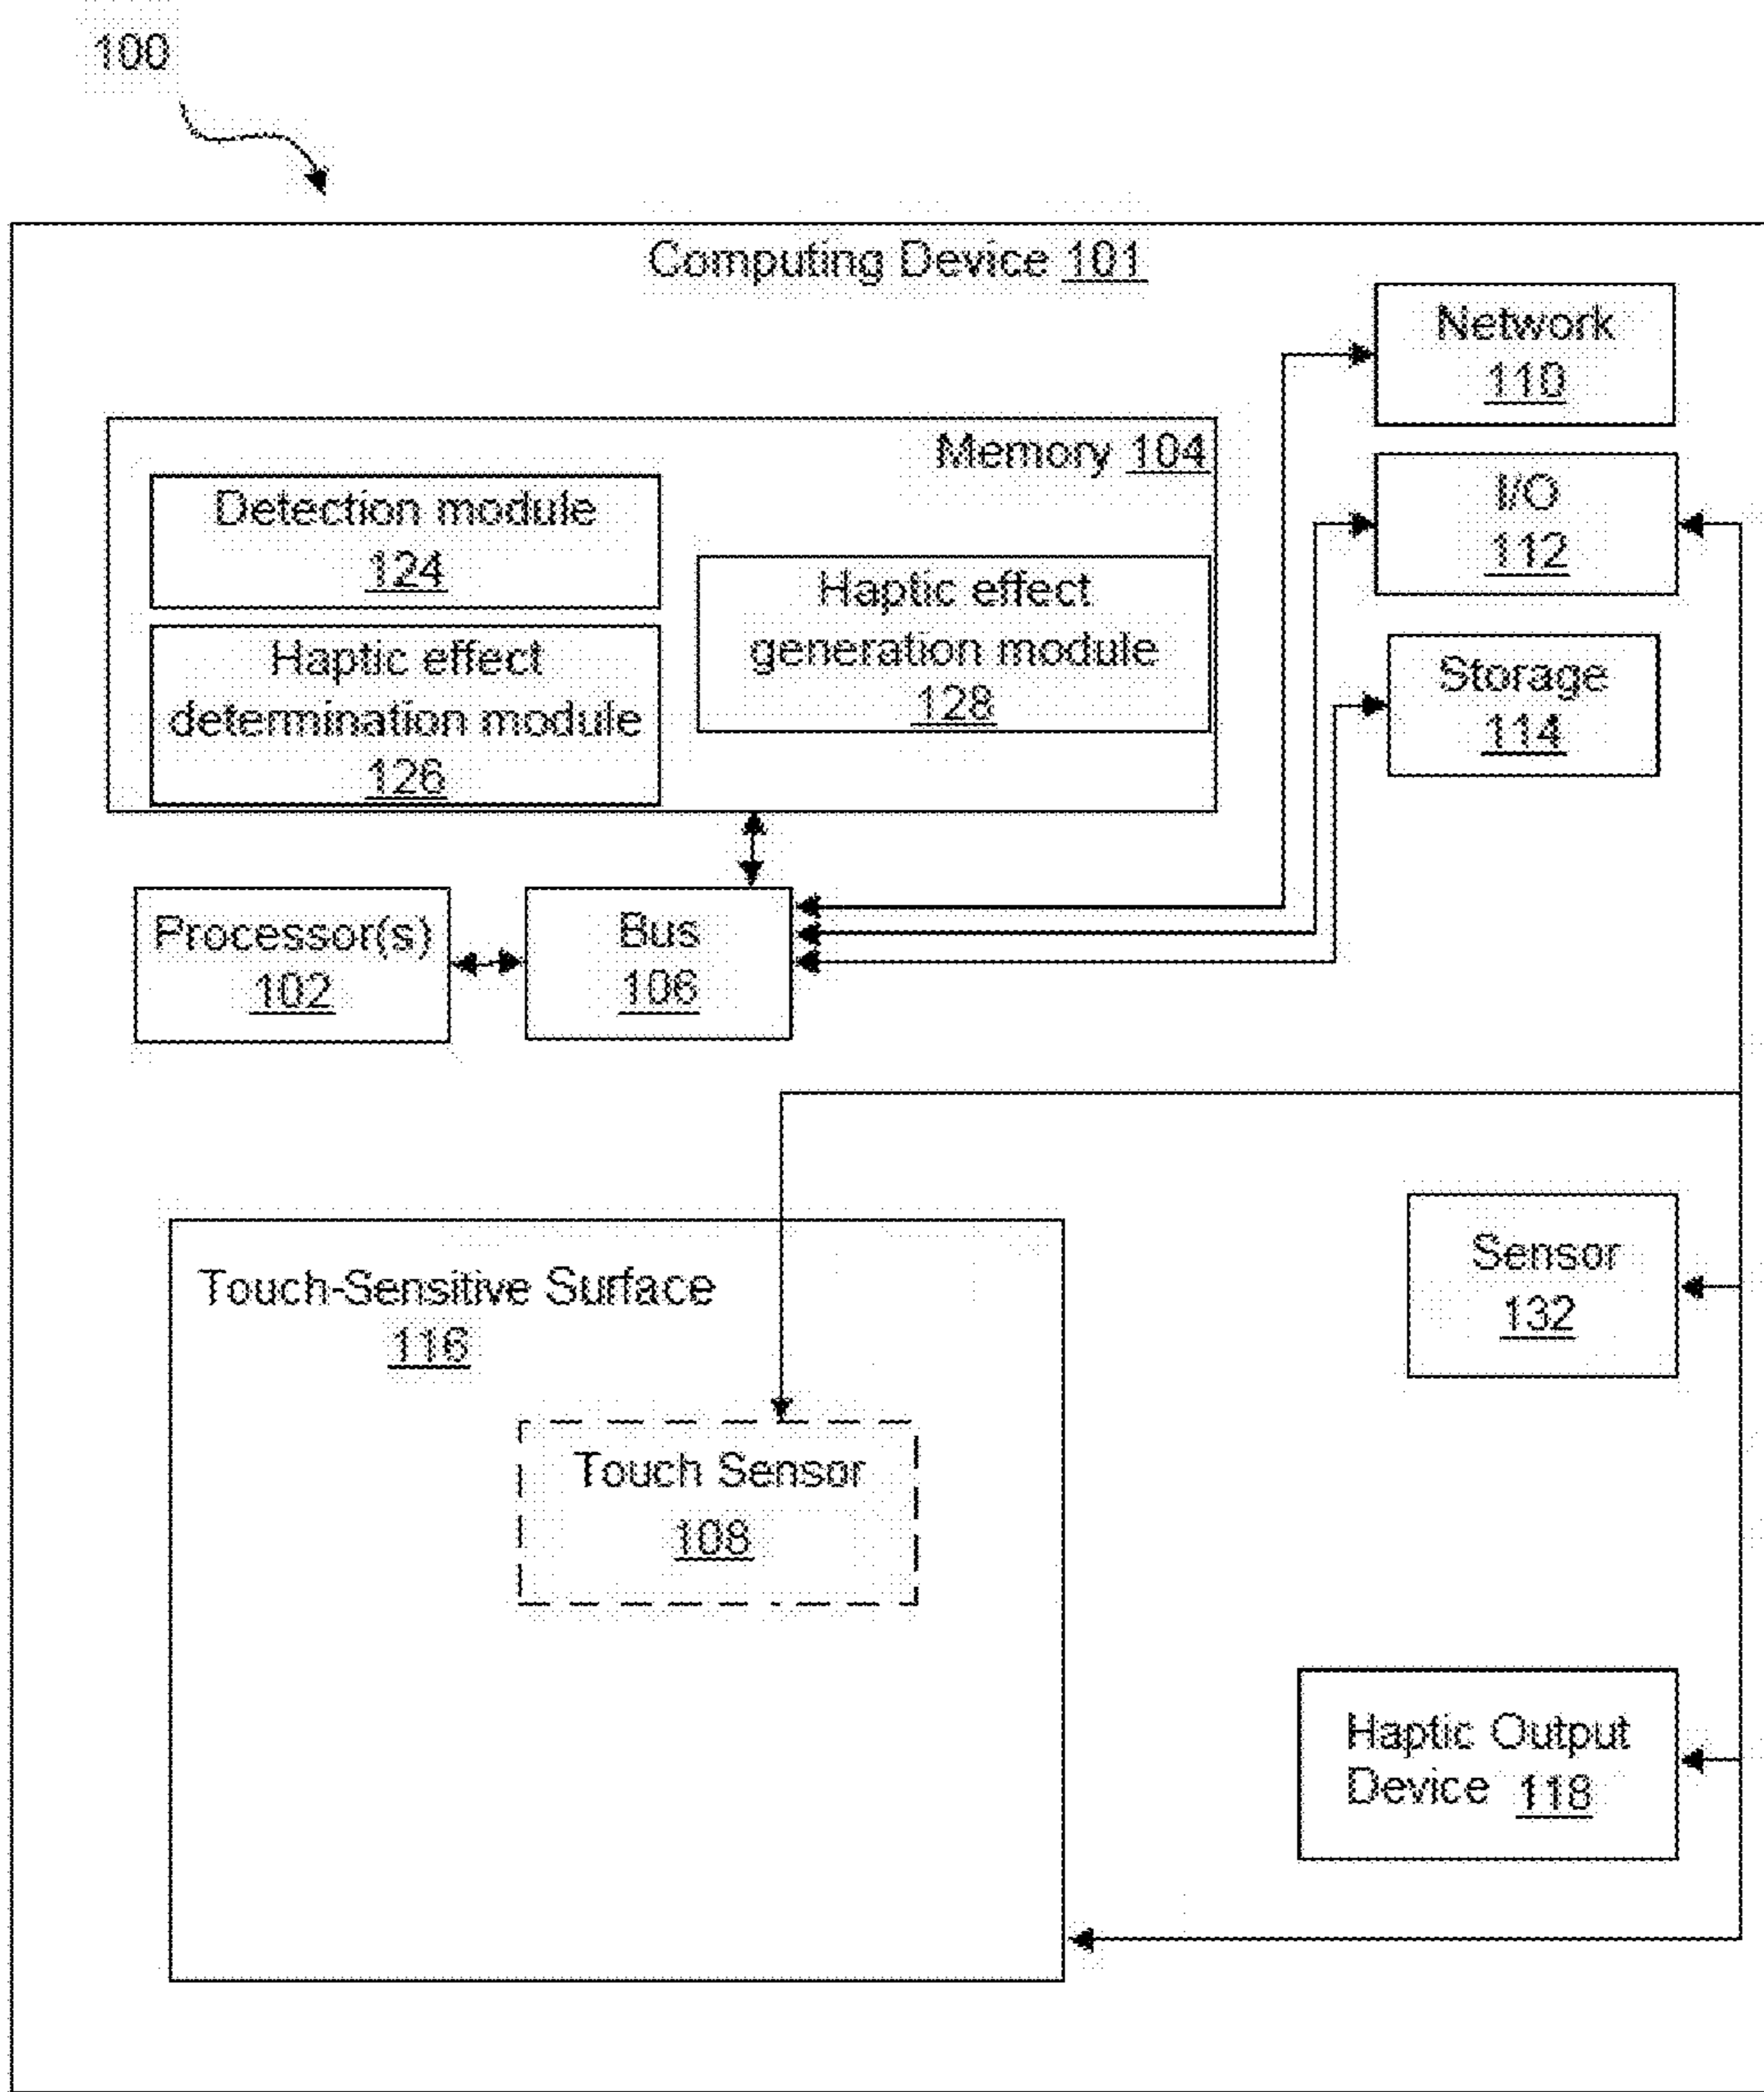 100
Computing Device 101
Network
110
Memory 104
Detection module
124
I/O
112
Haptic effect
generation module
128
Haptic effect
determination module
126
Storage
114
Processor(s)
102
Bus
106
Touch-Sensitive Surface
116
Sensor
132
Touch Sensor
108
Haptic Output
Device 118